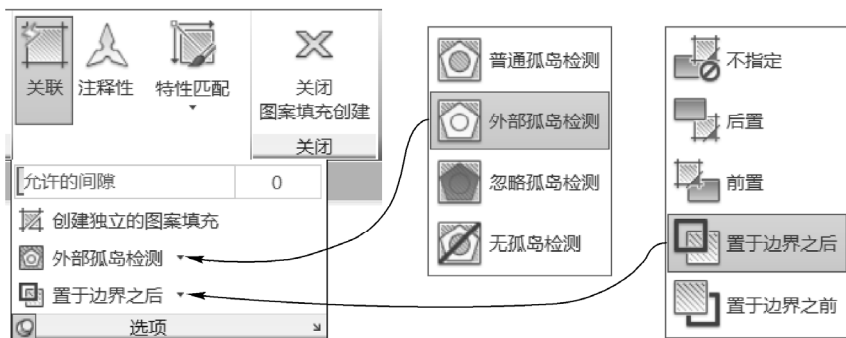 关联
注释性
特性匹配
关闭
图案填充创建
关闭
允许的间隙
0
创建独立的图案填充
外部孤岛检测
置于边界之后
选项
普通孤岛检测
外部孤岛检测
忽略孤岛检测
无孤岛检测
不指定
后置
前置
置于边界之后
置于边界之前